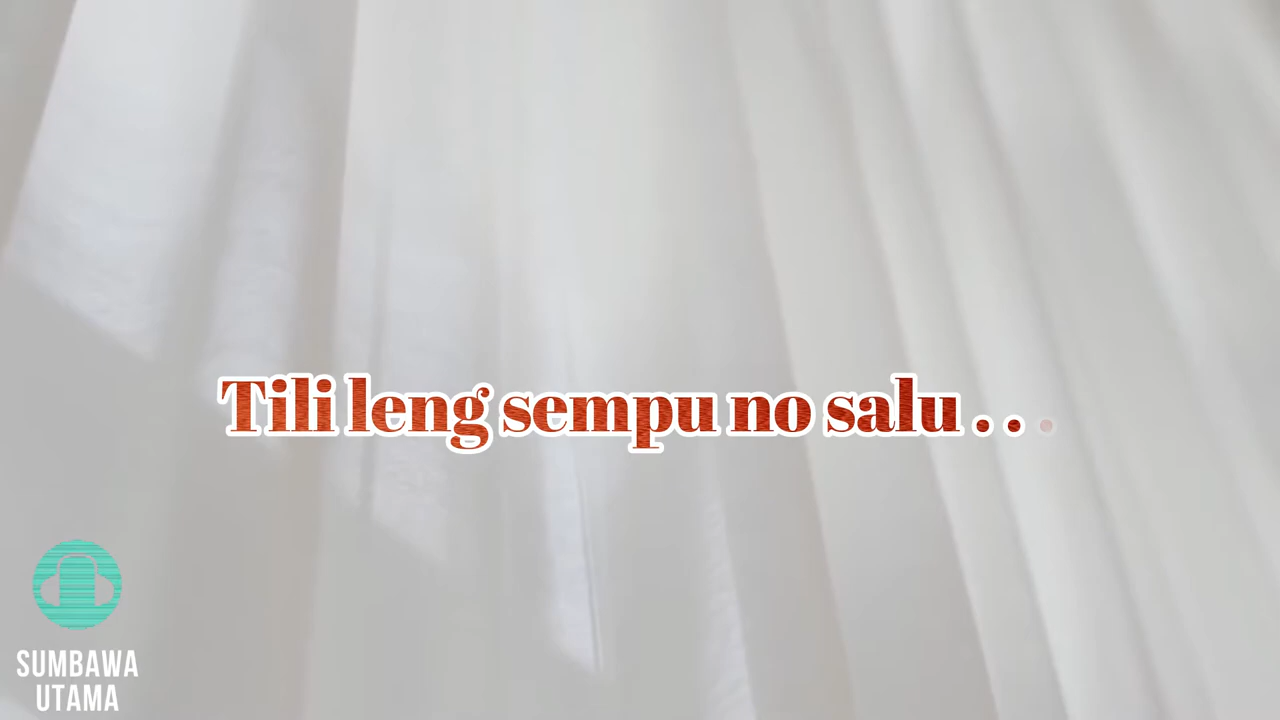 Tili leng sempu no salu . . .
SUMBAWA
UTAMA